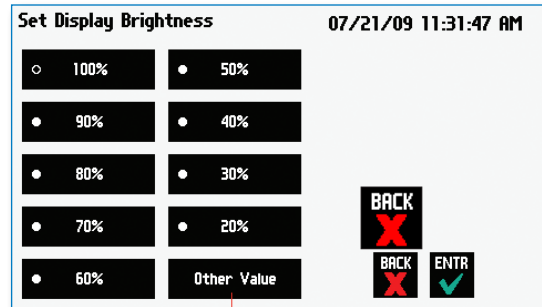 Set Display Brightness 07/21/09 11:31:47 AM
100% 50%
90% 40%
80% 30%
BACK
70% 20%
BACK ENTR
60% Other Value